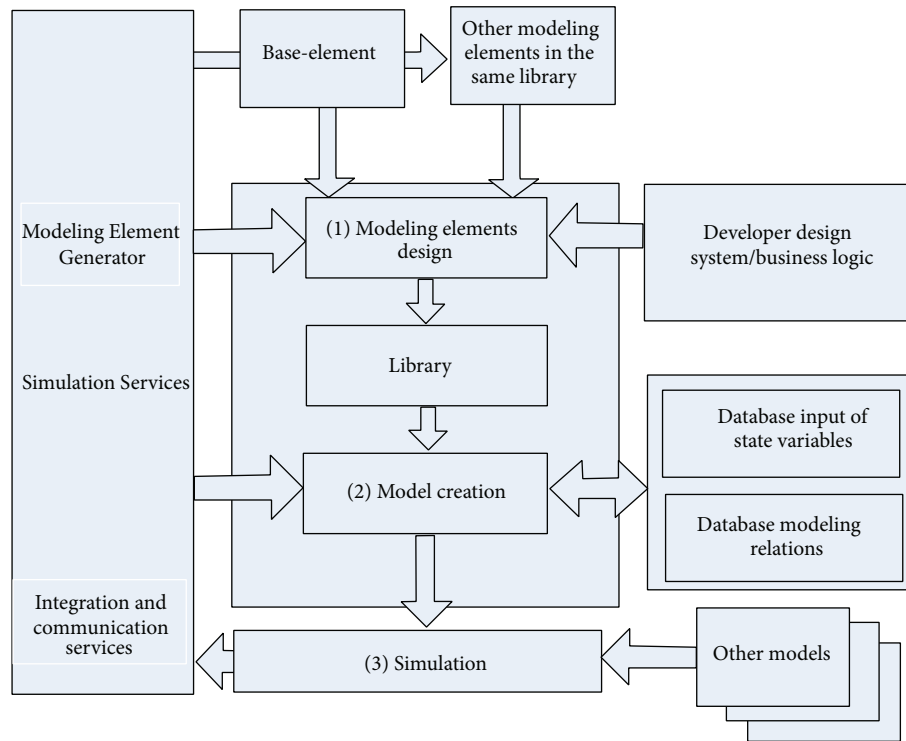 Base-element
Other modeling
elements in the
same library
Modeling Element
Generator
(1) Modeling elements
design
Developer design
system/business logic
Library
Simulation Services
Database input of
state variables
(2) Model creation
Database modeling
relations
Integration and
communication
services
(3) Simulation
Other models